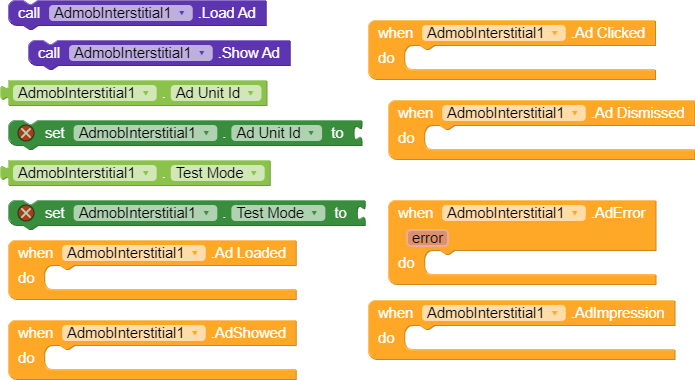 call AdmobInterstitial1 .Load Ad
call AdmobInterstitial1 .Show Ad
AdmobInterstitial1 . Ad Unit Id
set AdmobInterstitial1 . Ad Unit Id to
AdmobInterstitial1 . Test Mode
set AdmobInterstitial1 . Test Mode to
when AdmobInterstitial1 .Ad Loaded
do
when AdmobInterstitial1 .AdShowed
do
when AdmobInterstitial1 .Ad Clicked
do
when AdmobInterstitial1 .Ad Dismissed
do
when AdmobInterstitial1 .AdError
error
do
when AdmobInterstitial1 .AdImpression
do